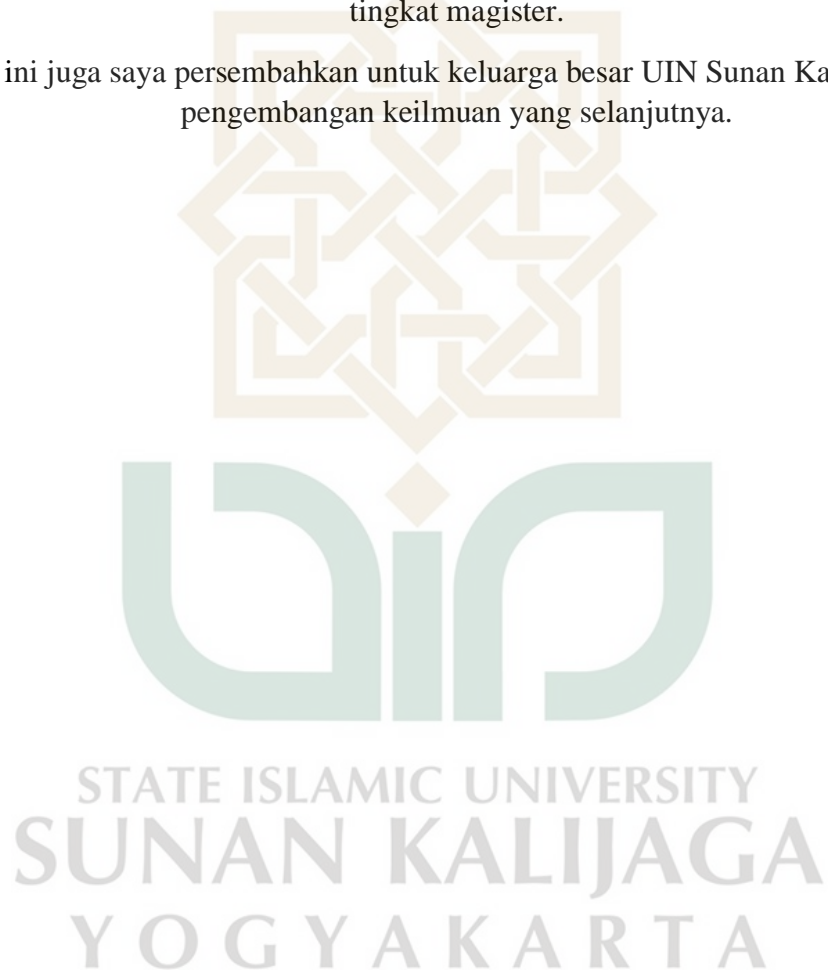 tingkat magister.
ini juga saya persembahkan untuk keluarga besar UIN Sunan Ka
pengembangan keilmuan yang selanjutnya.
STATE ISLAMIC UNIVERSITY
SUNAN KALIJAGA
YOGYAKARTA